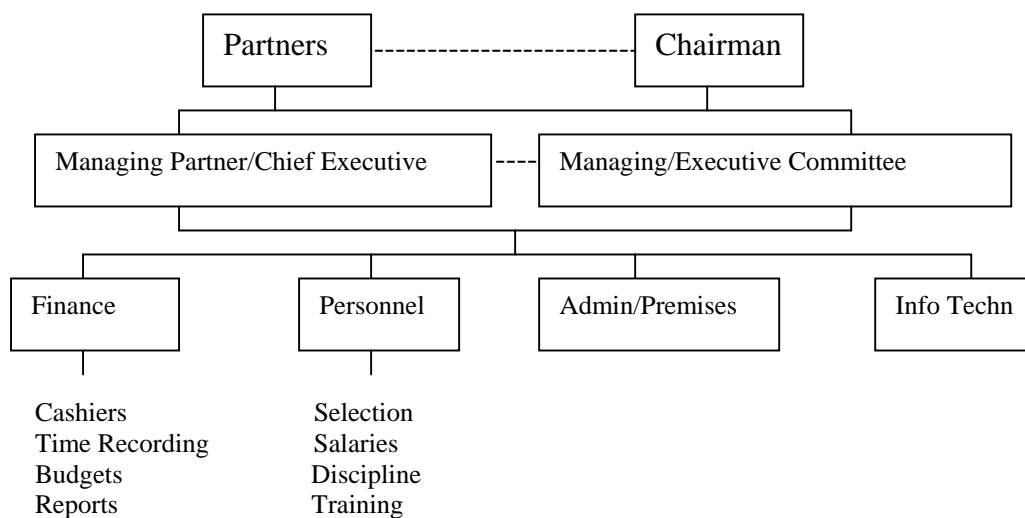 Partners
Chairman
Managing Partner/Chief Executive
Managing/Executive Committee
Finance
Personnel
Admin/Premises
Info Techn
Cashiers
Time Recording
Budgets
Reports
Selection
Salaries
Discipline
Training